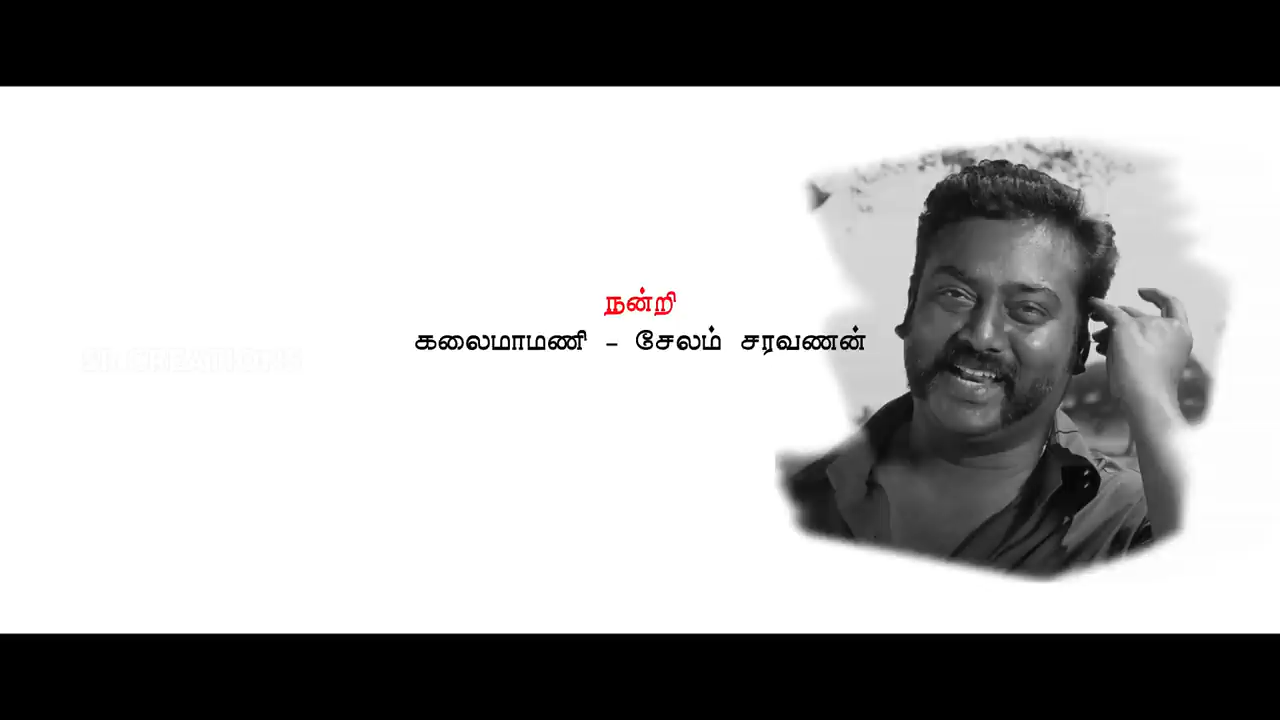 நன்றி
கலைமாமணி - சேலம் சரவணன்